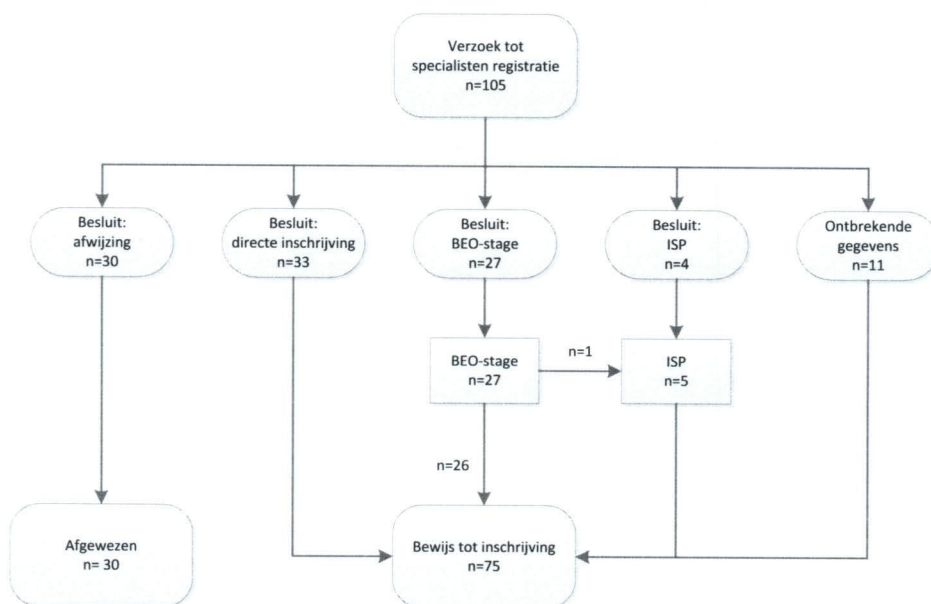 Verzoek tot
specialisten registratie
n=105
Besluit:
afwijzing
n=30
Besluit:
directe inschrijving
n=33
Besluit:
BEO-stage
n=27
Besluit:
ISP
n=4
Ontbrekende
gegevens
n=11
BEO-stage
n=27
n=1
ISP
n=5
n=26
Afgewezen
n= 30
Bewijs tot inschrijving
n=75